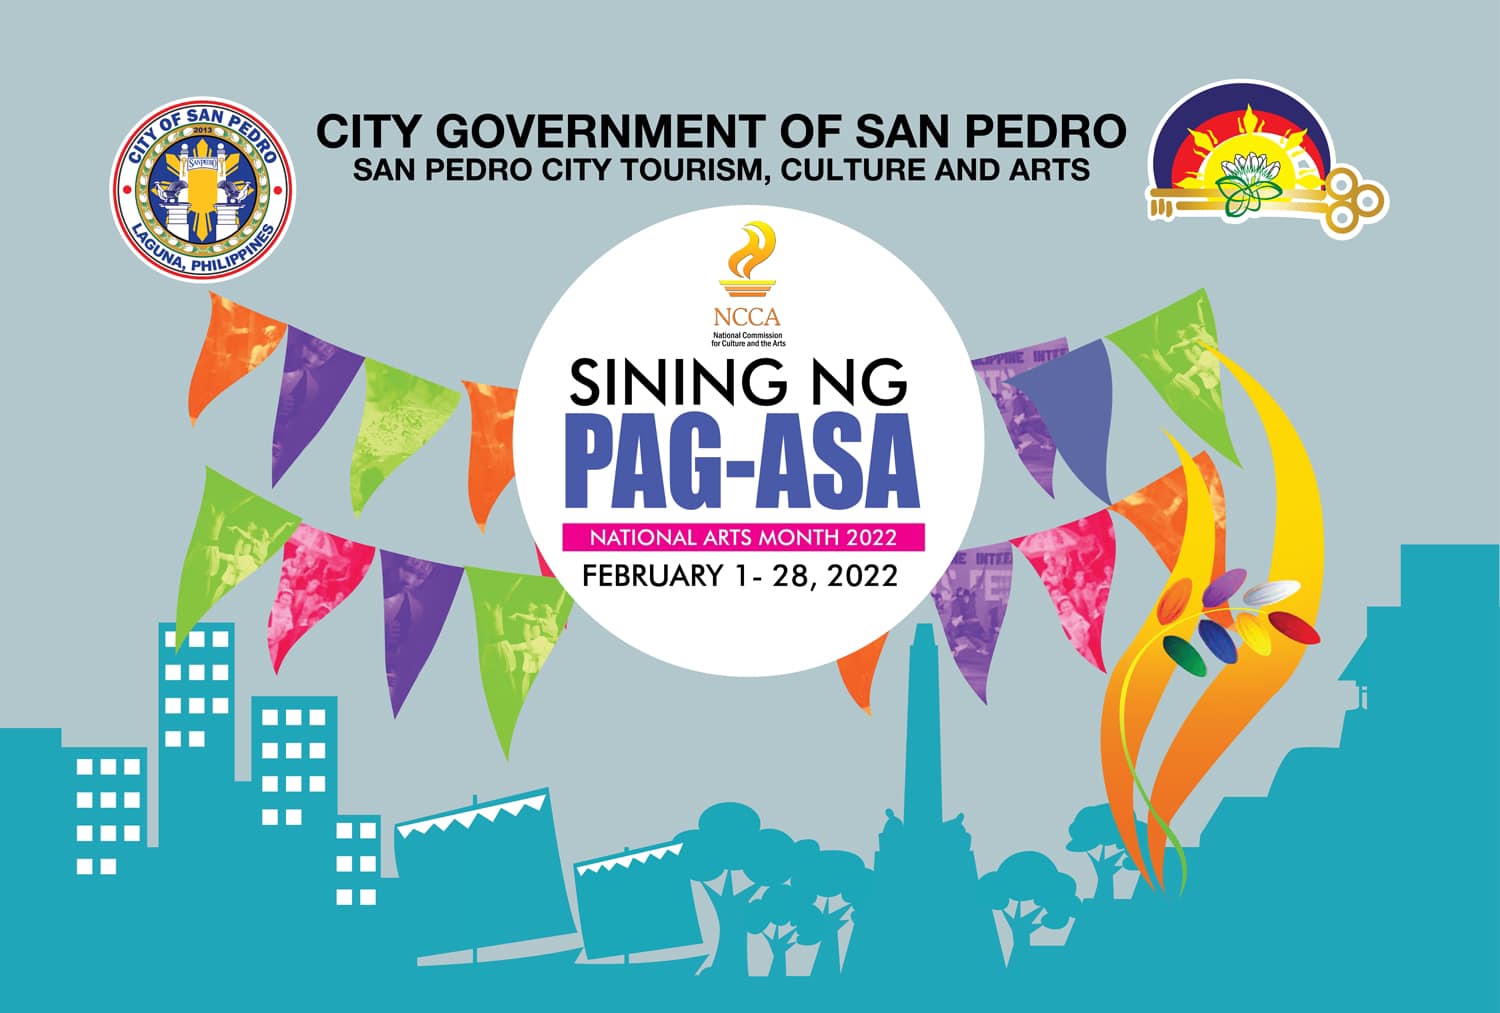 CITY GOVERNMENT OF SAN PEDRO
SAN PEDRO CITY TOURISM, CULTURE AND ARTS
CITY OF SAN PEDRO
2013
SAN PEDRO
LAGUNA, PHILIPPINES
NCCA
National Commission
for Culture and the Arts
SINING NG
PAG-ASA
NATIONAL ARTS MONTH 2022
FEBRUARY 1- 28, 2022